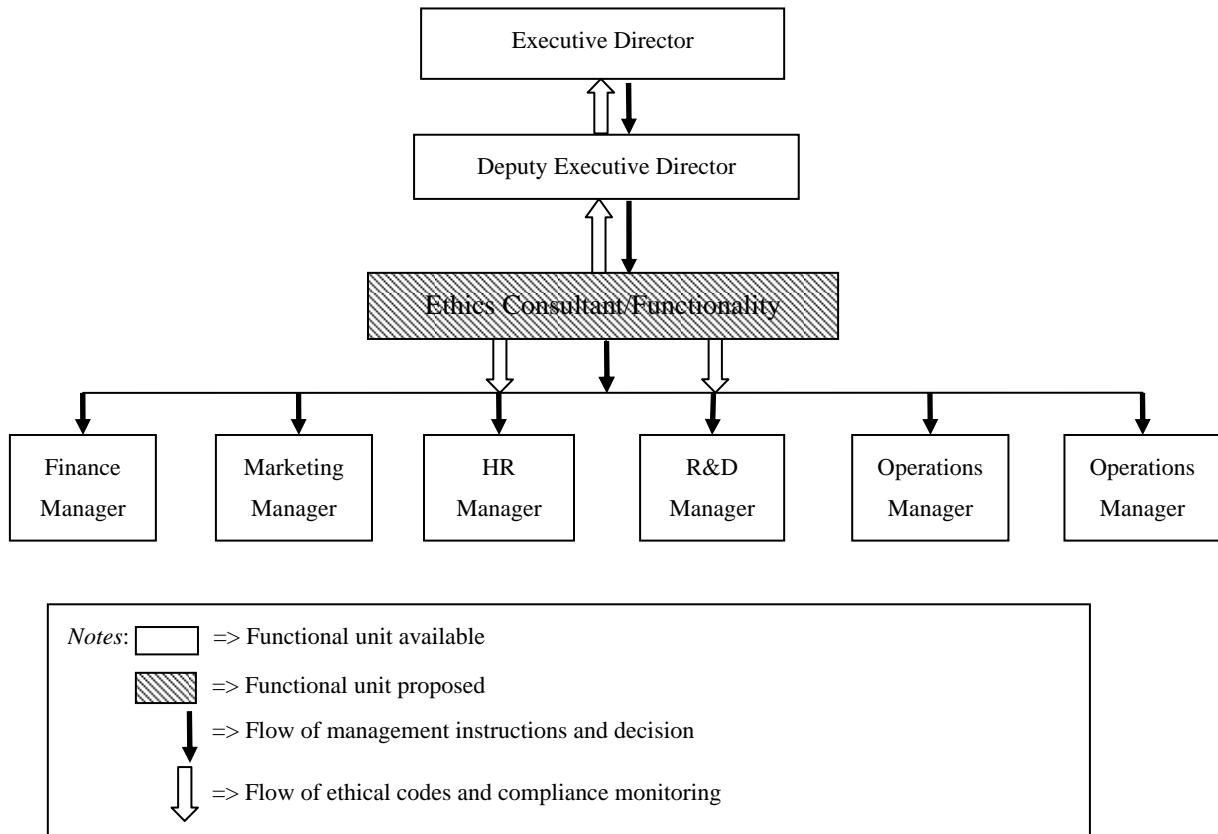 Executive Director
Deputy Executive Director
Ethics Consultant/Functionality
Finance
Manager
Marketing
Manager
HR
Manager
R&D
Manager
Operations
Manager
Operations
Manager
Notes: => Functional unit available
=> Functional unit proposed
=> Flow of management instructions and decision
=> Flow of ethical codes and compliance monitoring